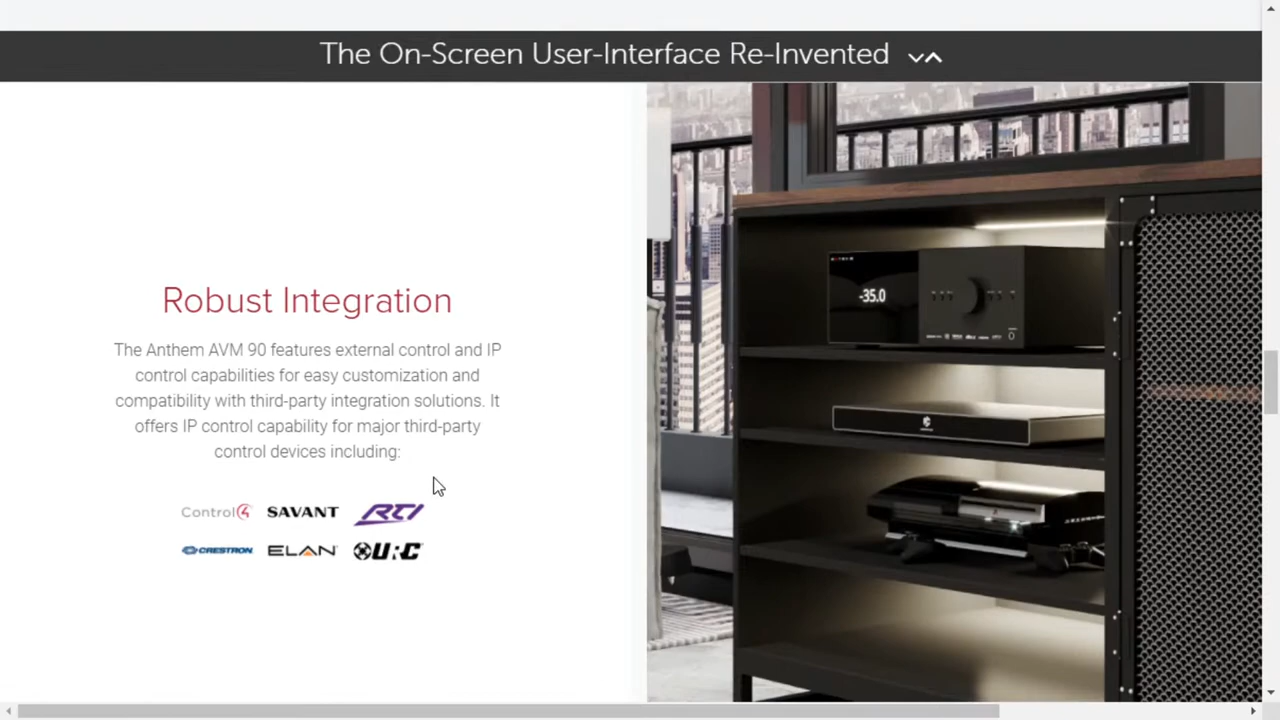 The On-Screen User-Interface Re-Invented
Robust Integration
The Anthem AVM 90 features external control and IP
control capabilities for easy customization and
compatibility with third-party integration solutions. It
offers IP control capability for major third-party
control devices including:
Control4 SAVANT RTI
CRESTRON ELAN URC
-35.0